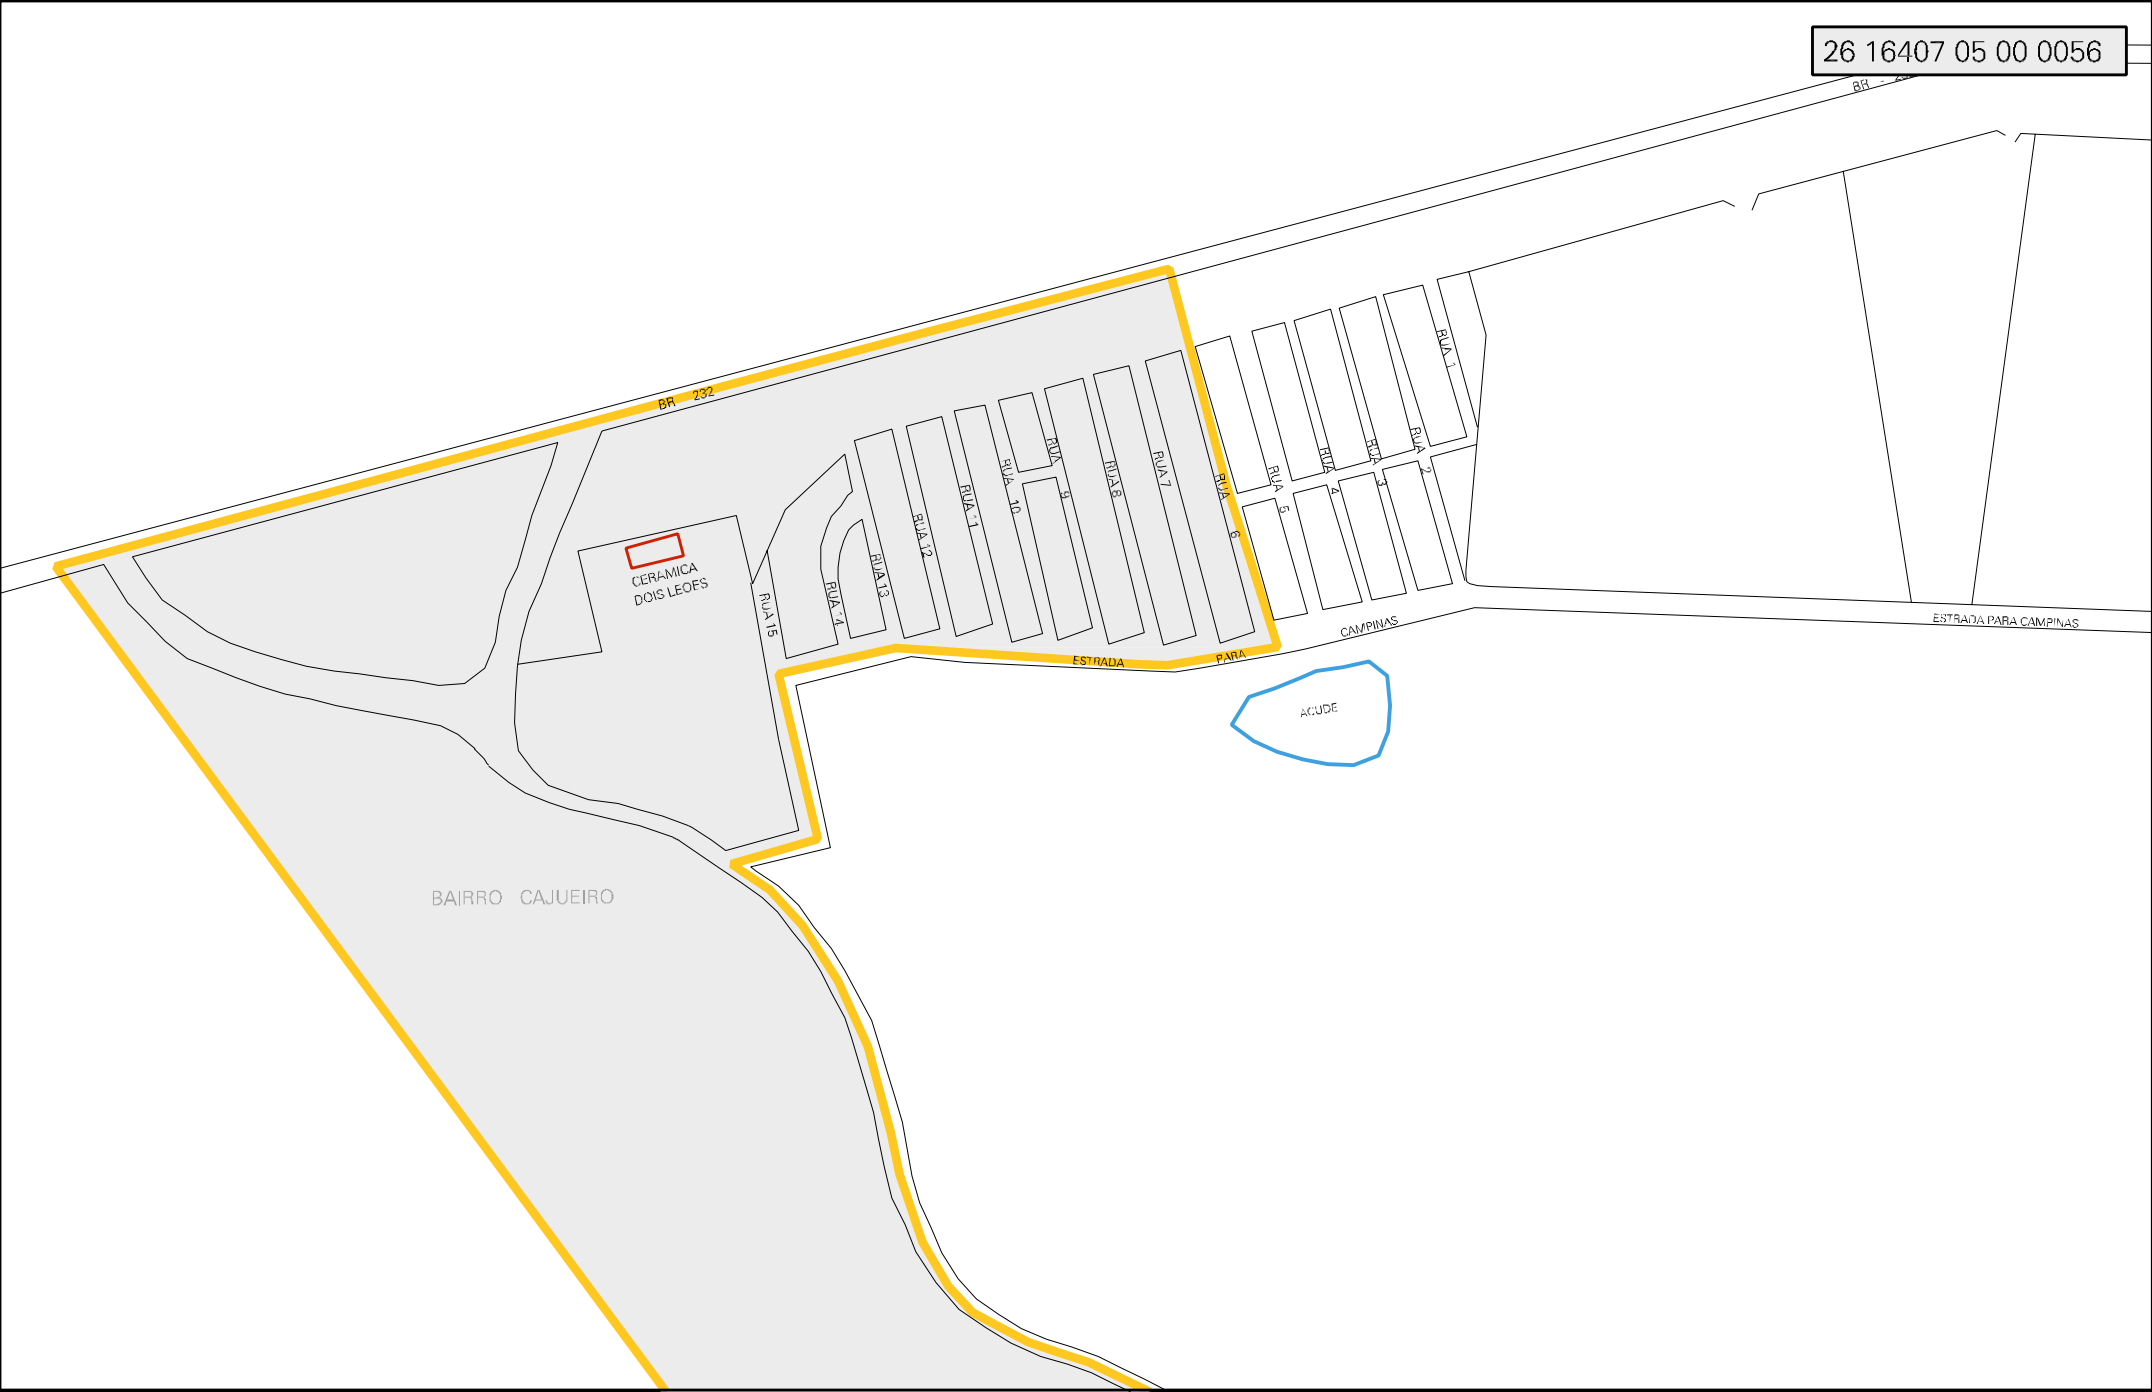 26 16407 05 00 0056
BR - 2
BR 232
RUA 1
RUA 2
RUA 3
RUA 4
RUA 5
RUA 6
RUA 7
RUA 8
RUA 9
RUA 10
RUA 11
RUA 12
RUA 13
RUA 14
RUA 15
CERAMICA
DOIS LEOES
ESTRADA PARA CAMPINAS
ESTRADA PARA CAMPINAS
ACUDE
BAIRRO CAJUEIRO